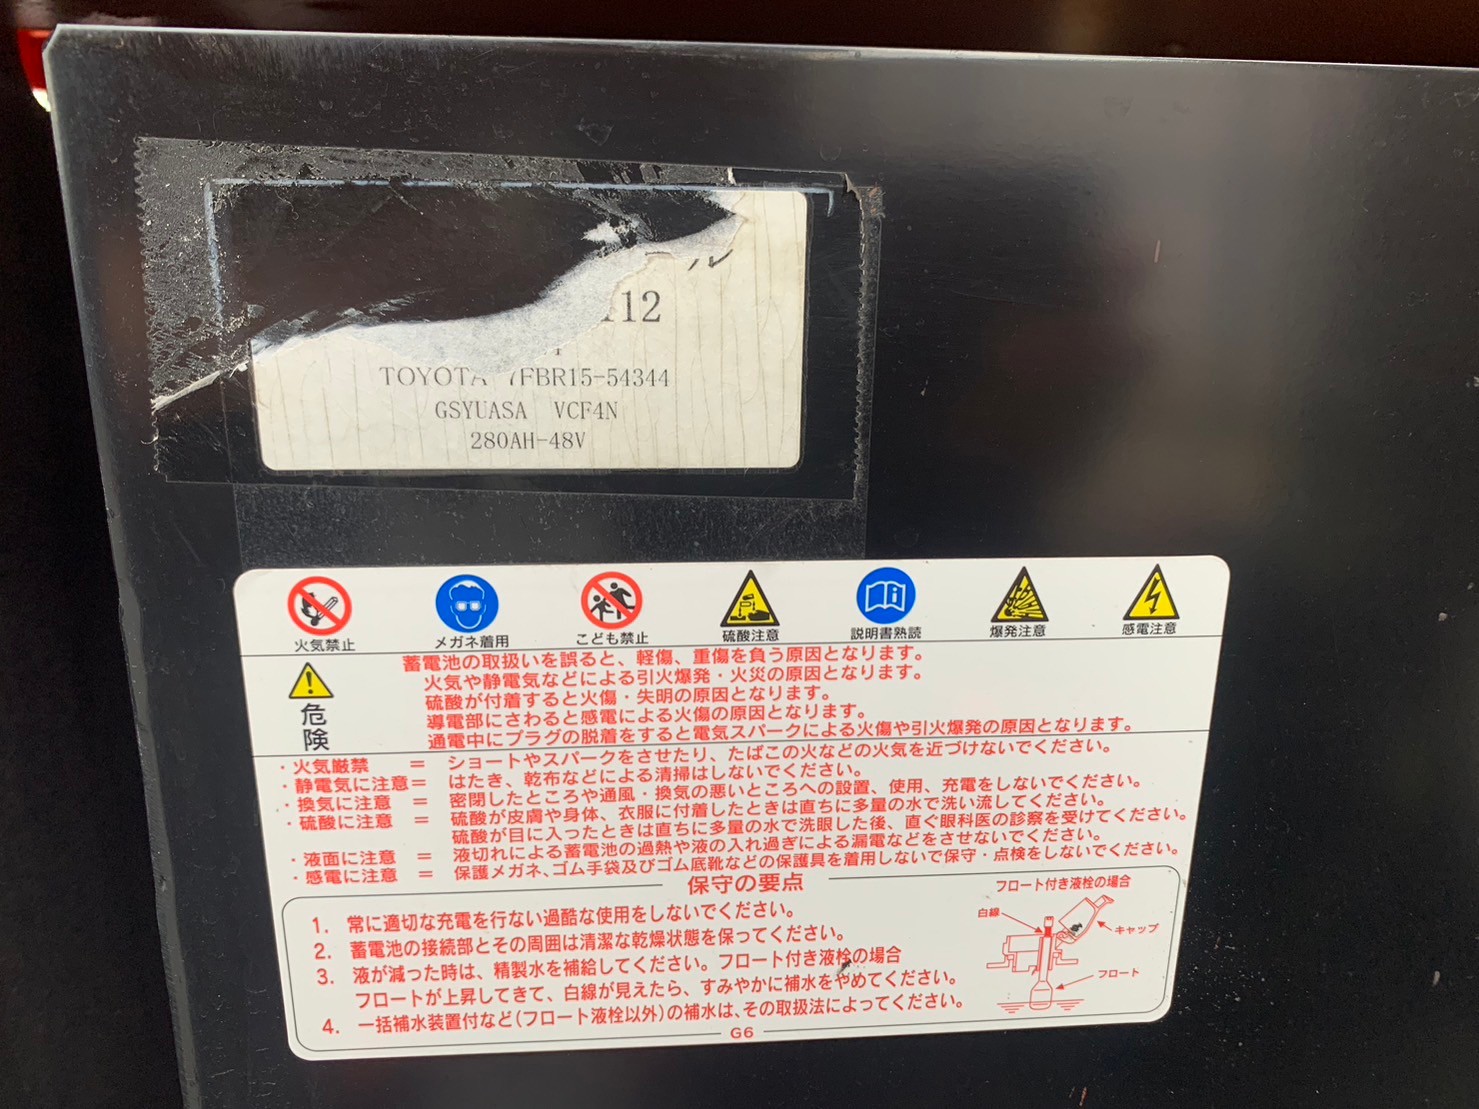 ル
112
TOYOTA 7FBR15-54344
GSYUASA VCF4N
280AH-48V
火気禁止 メガネ着用 こども禁止 硫酸注意 説明書熟読 爆発注意 感電注意
危険
蓄電池の取扱いを誤ると、軽傷、重傷を負う原因となります。
火気や静電気などによる引火爆発・火災の原因となります。
硫酸が付着すると火傷・失明の原因となります。
導電部にさわると感電による火傷の原因となります。
通電中にプラグの脱着をすると電気スパークによる火傷や引火爆発の原因となります。
・火気厳禁 = ショートやスパークをさせたり、たばこの火などの火気を近づけないでください。
・静電気に注意= はたき、乾布などによる清掃はしないでください。
・換気に注意 = 密閉したところや通風・換気の悪いところへの設置、使用、充電をしないでください。
・硫酸に注意 = 硫酸が皮膚や身体、衣服に付着したときは直ちに多量の水で洗い流してください。
硫酸が目に入ったときは直ちに多量の水で洗眼した後、直ぐ眼科医の診察を受けてください。
・液面に注意 = 液切れによる蓄電池の過熱や液の入れ過ぎによる漏電などをさせないでください。
・感電に注意 = 保護メガネ、ゴム手袋及びゴム底靴などの保護具を着用しないで保守・点検をしないでください。
保守の要点
1. 常に適切な充電を行ない過酷な使用をしないでください。
2. 蓄電池の接続部とその周囲は清潔な乾燥状態を保ってください。
3. 液が減った時は、精製水を補給してください。フロート付き液栓の場合
フロートが上昇してきて、白線が見えたら、すみやかに補水をやめてください。
4. 一括補水装置付など(フロート液栓以外)の補水は、その取扱法によってください。
フロート付き液栓の場合
白線
キャップ
フロート
G6